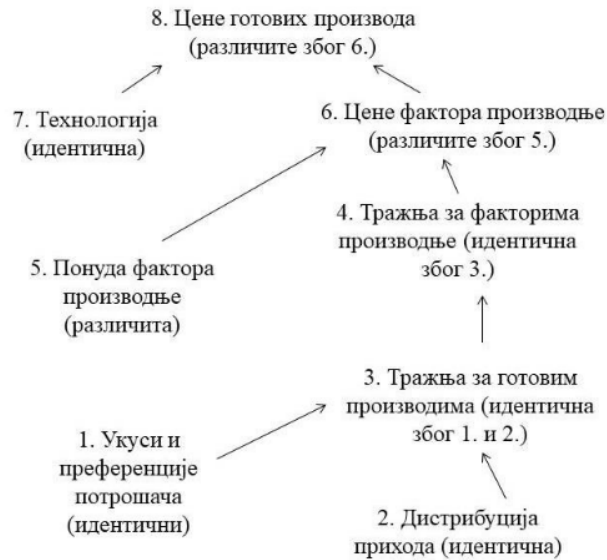 8. Цене готових производа
(различите због 6.)
7. Технологија
(идентична)
6. Цене фактора производње
(различите због 5.)
4. Тражња за факторима
производње (идентична
због 3.)
5. Понуда фактора
производње
(различита)
3. Тражња за готовим
производима (идентична
због 1. и 2.)
1. Укуси и
преференције
потрошача
(идентични)
2. Дистрибуција
прихода (идентична)